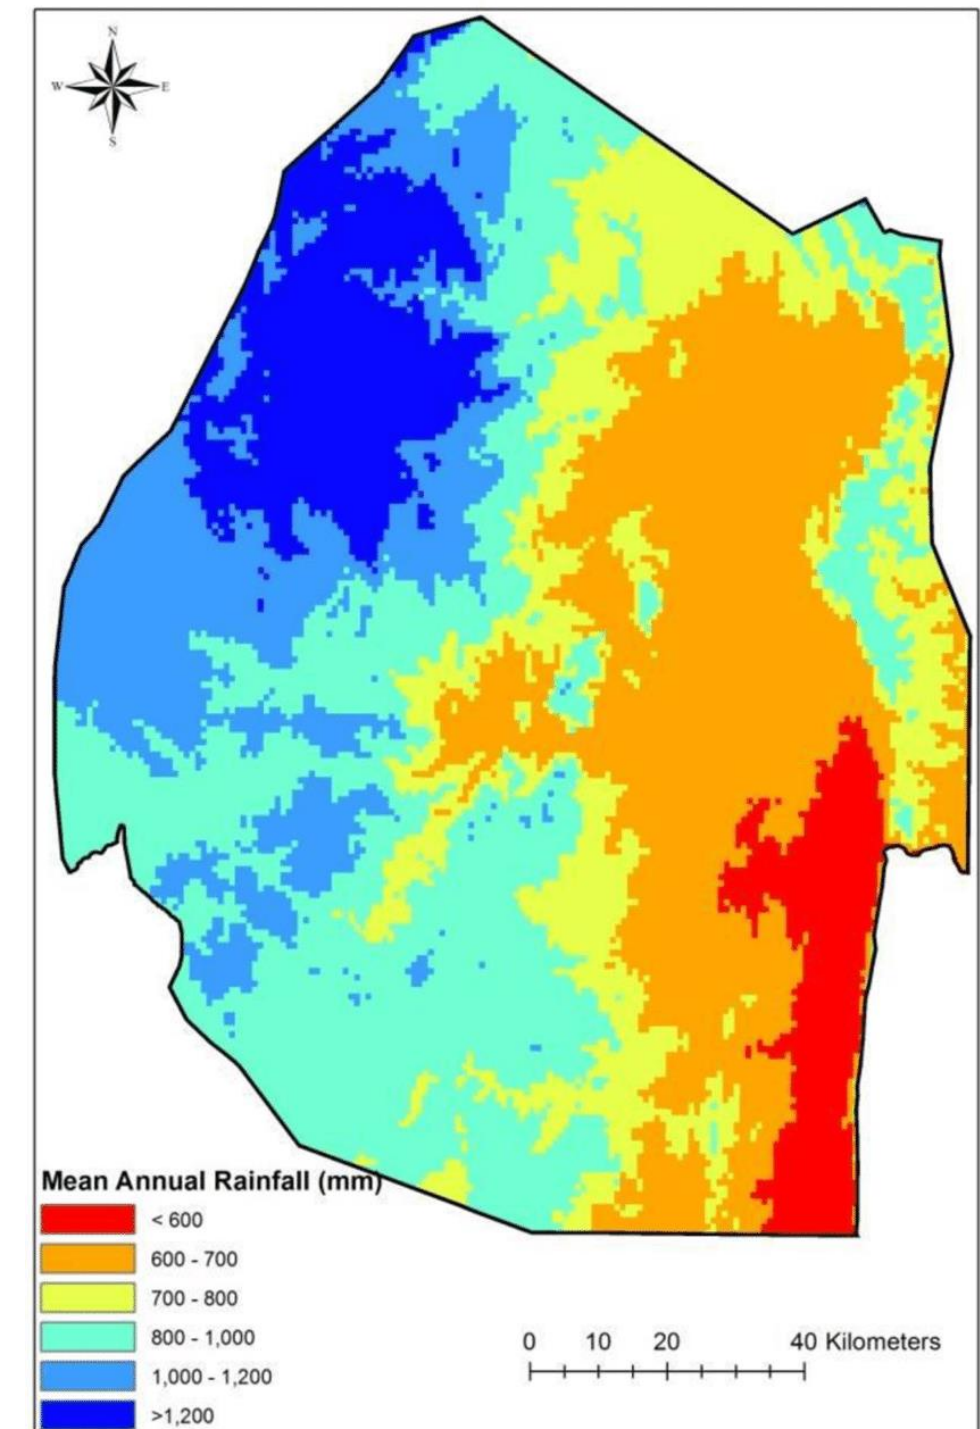 N
W E
S
Mean Annual Rainfall (mm)
< 600
600 - 700
700 - 800
800 - 1,000
1,000 - 1,200
>1,200
0 10 20 40 Kilometers